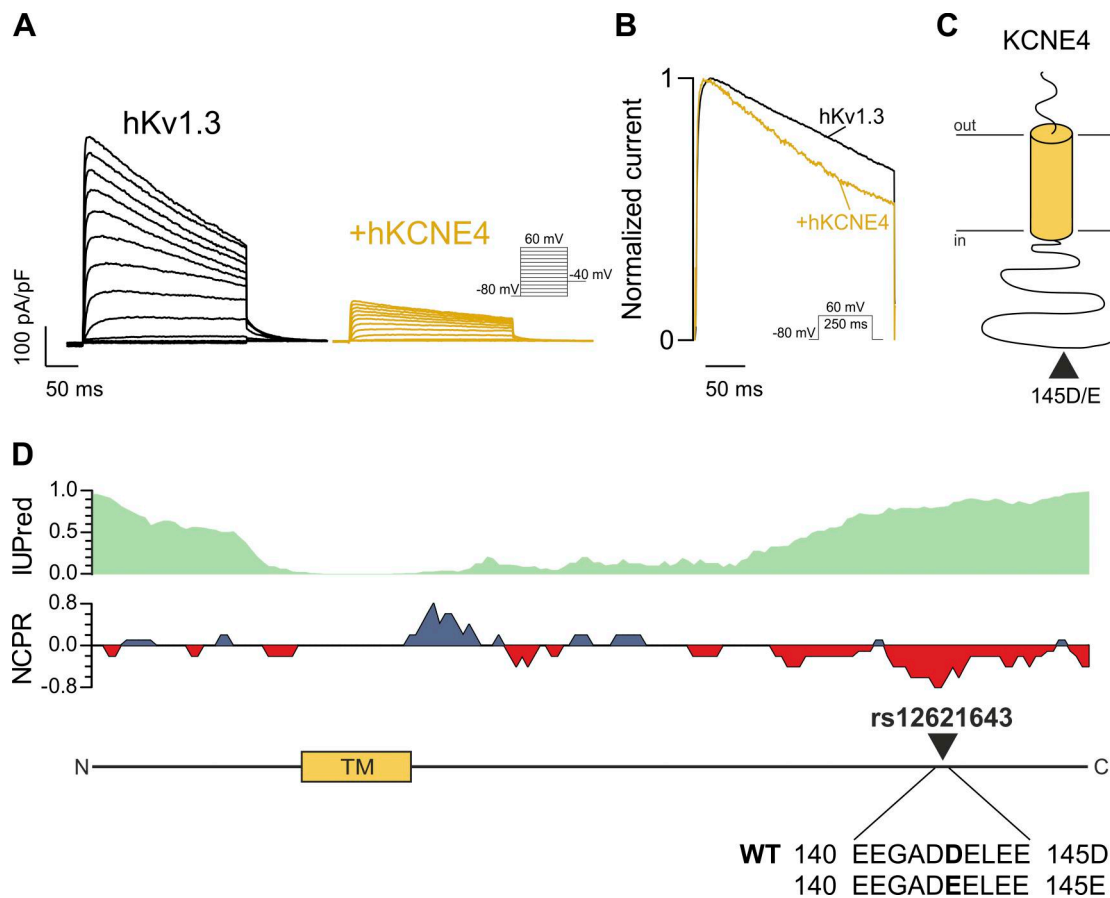 A
hKv1.3
+hKCNE4
60 mV
-40 mV
-80 mV
100 pA/pF
50 ms
B
1
Normalized current
hKv1.3
+hKCNE4
60 mV
-80 mV
250 ms
0
50 ms
C
KCNE4
out
in
145D/E
D
IUPred
1.0
0.5
0.0
NCPR
0.8
0.0
-0.8
rs12621643
N
TM
C
WT 140 EEGADDELEE 145D
140 EEGADEELEE 145E